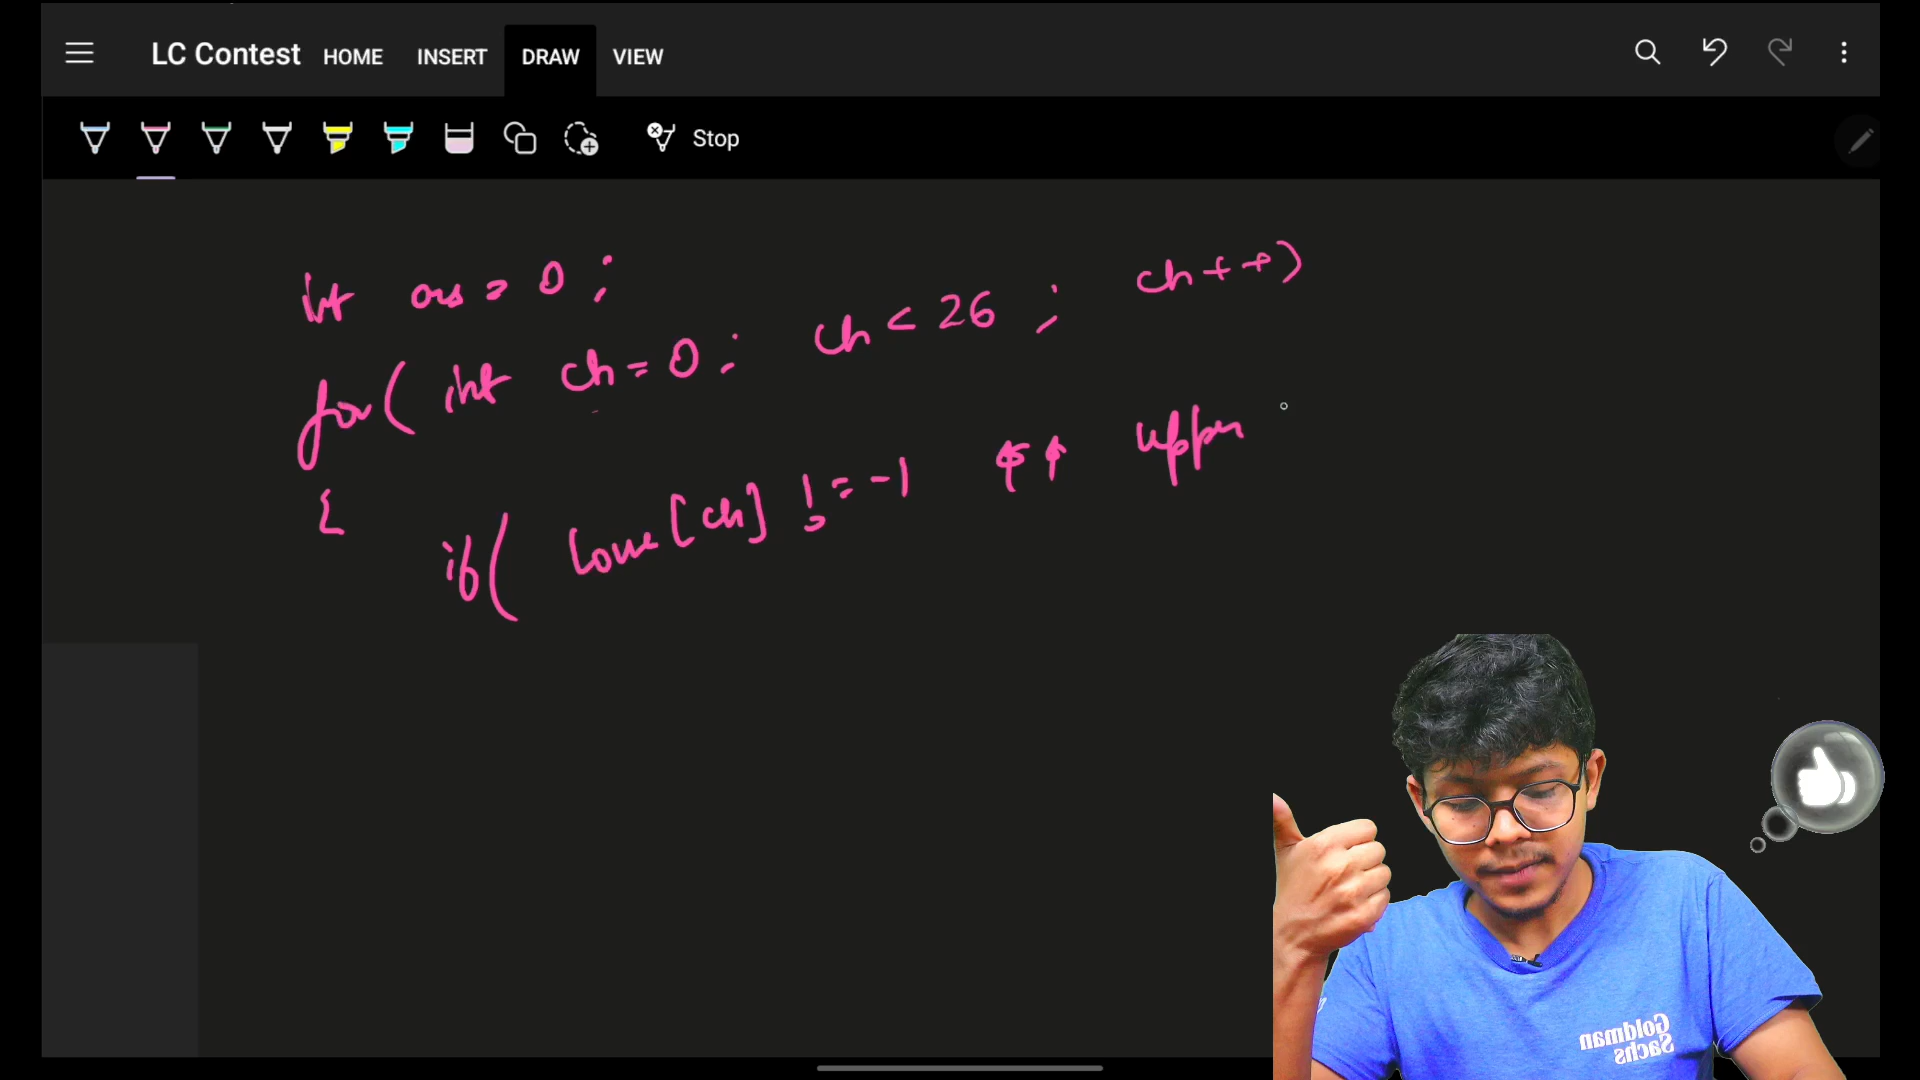 LC Contest HOME INSERT DRAW VIEW
Stop
int ans = 0 ;
for( int ch = 0 ; ch < 26 ; ch++)
{
if( lower[ch] != -1 && upper
Goldman
Sachs